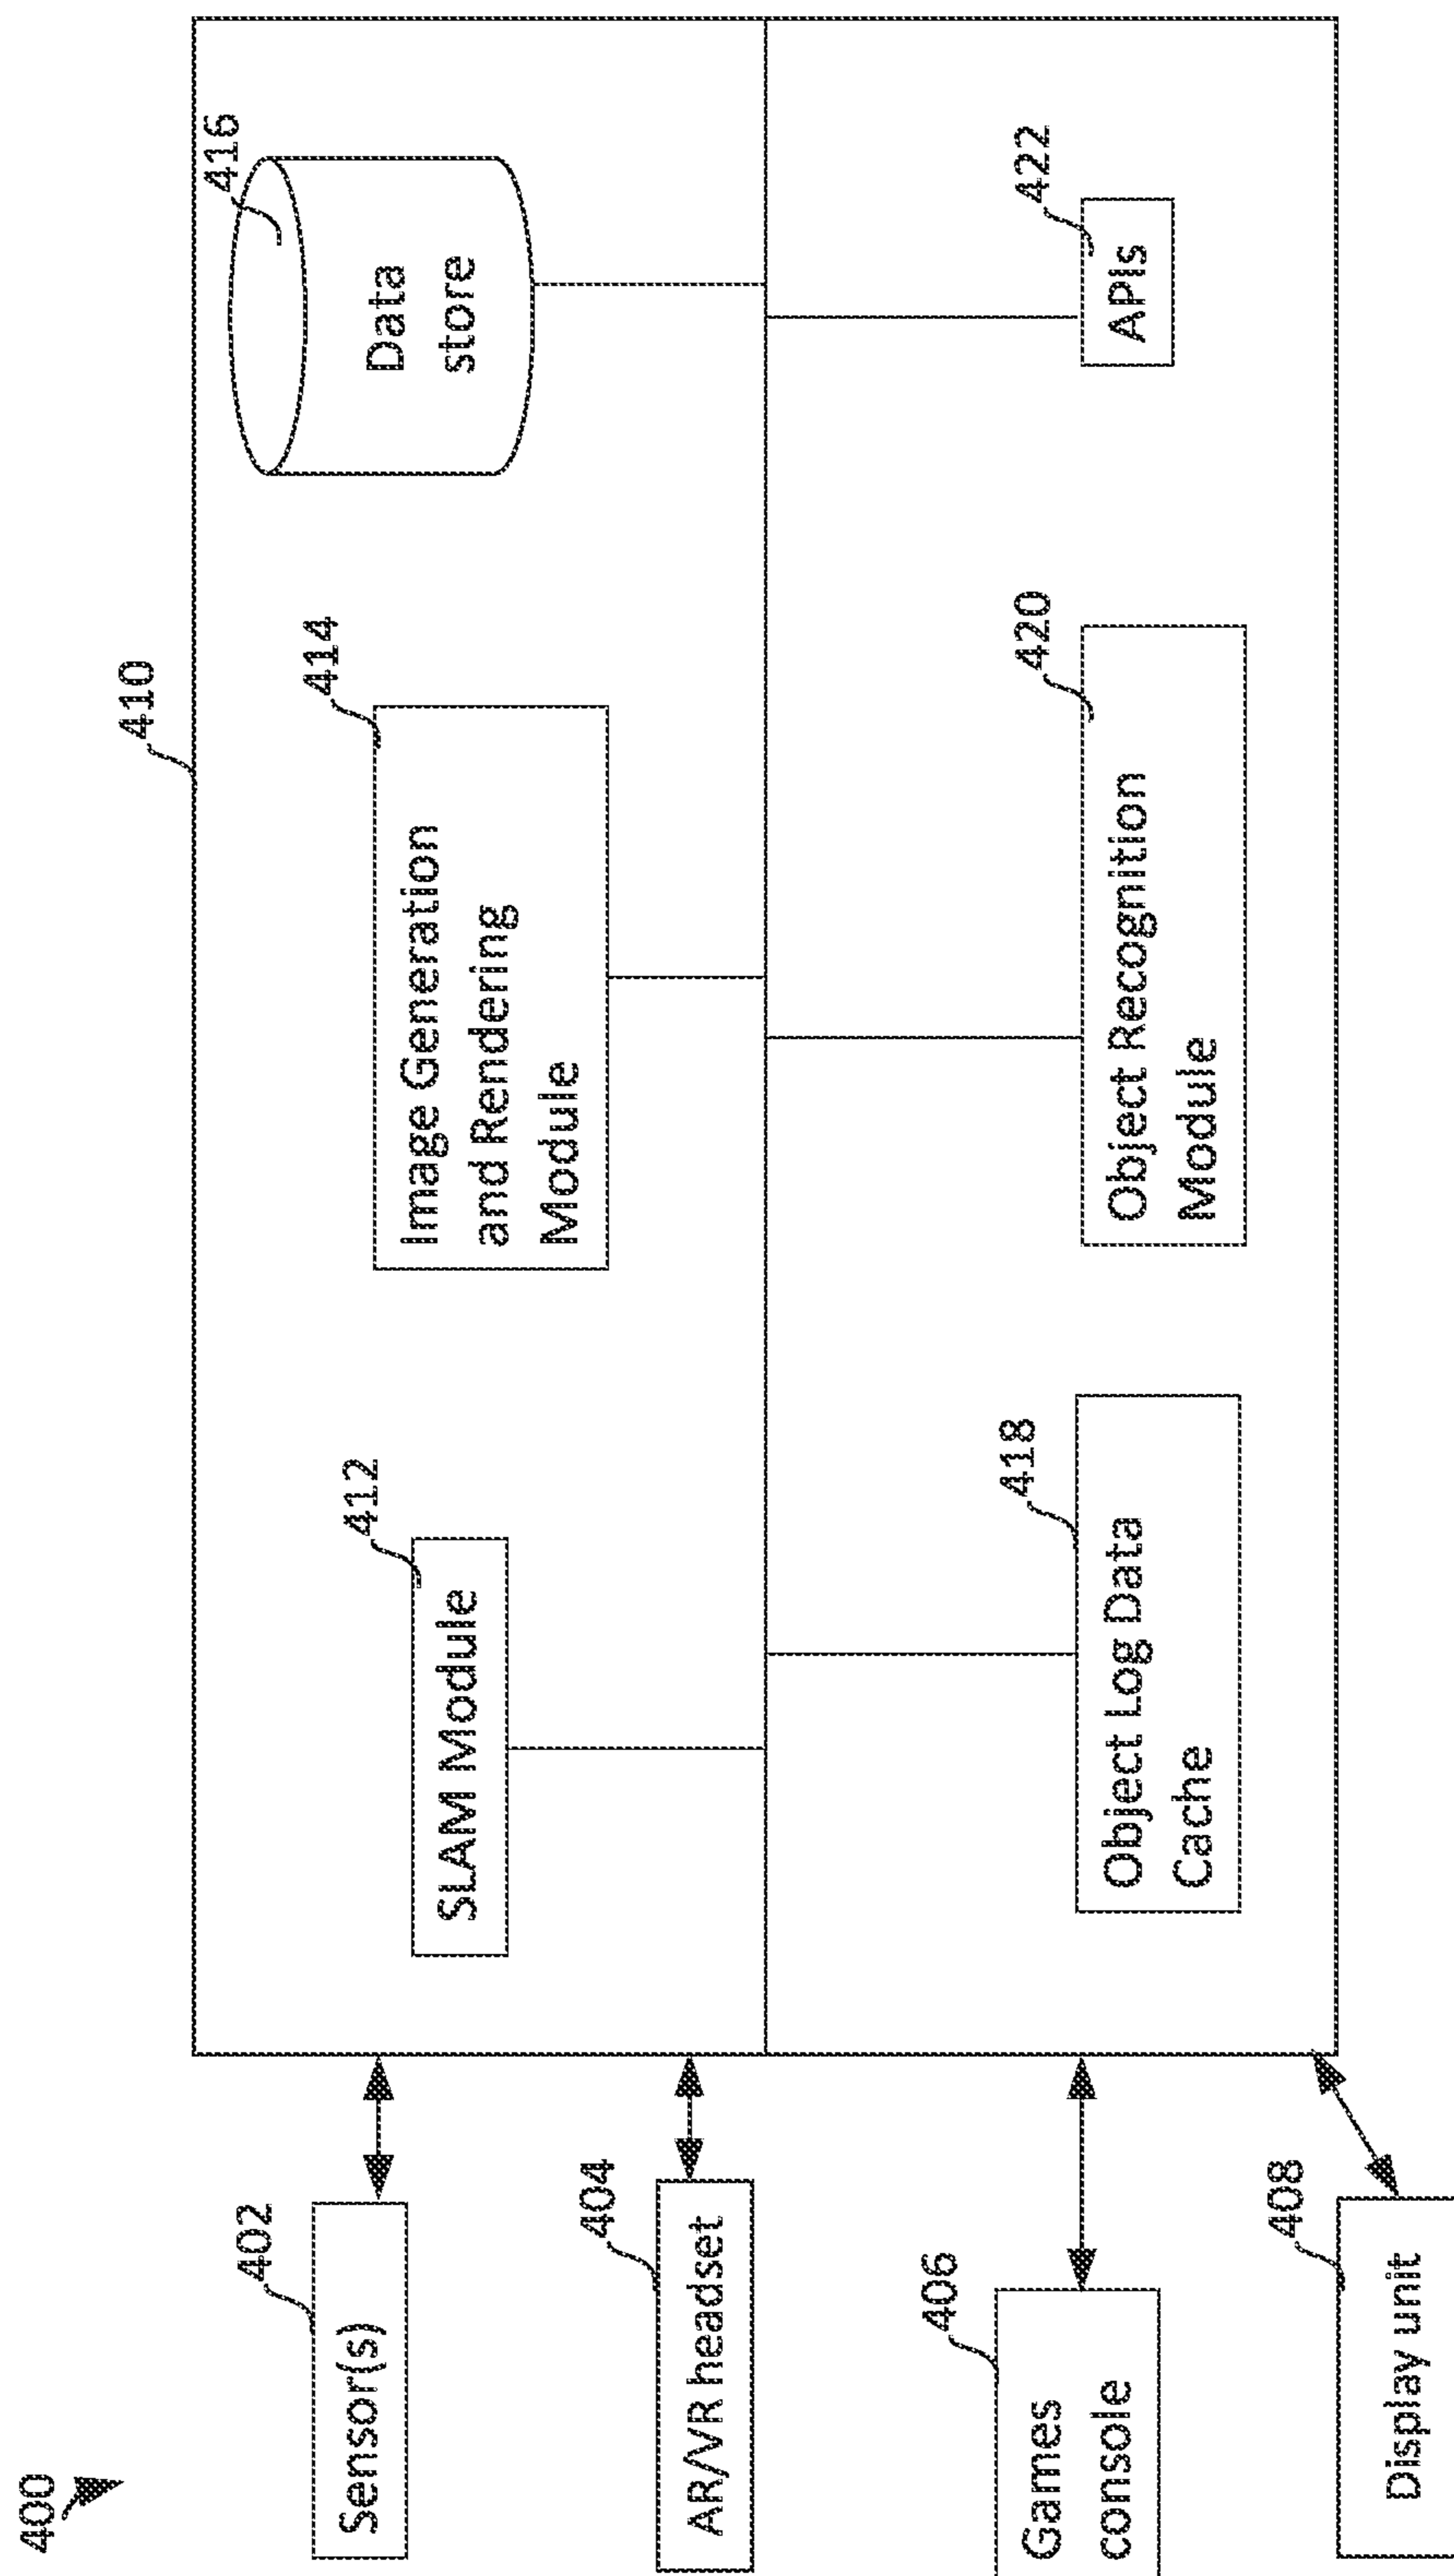 400
402
Sensor(s)
404
AR/VR headset
406
Games
console
408
Display unit
410
412
SLAM Module
414
Image Generation
and Rendering
Module
416
Data
store
418
Object Log Data
Cache
420
Object Recognition
Module
422
APIs